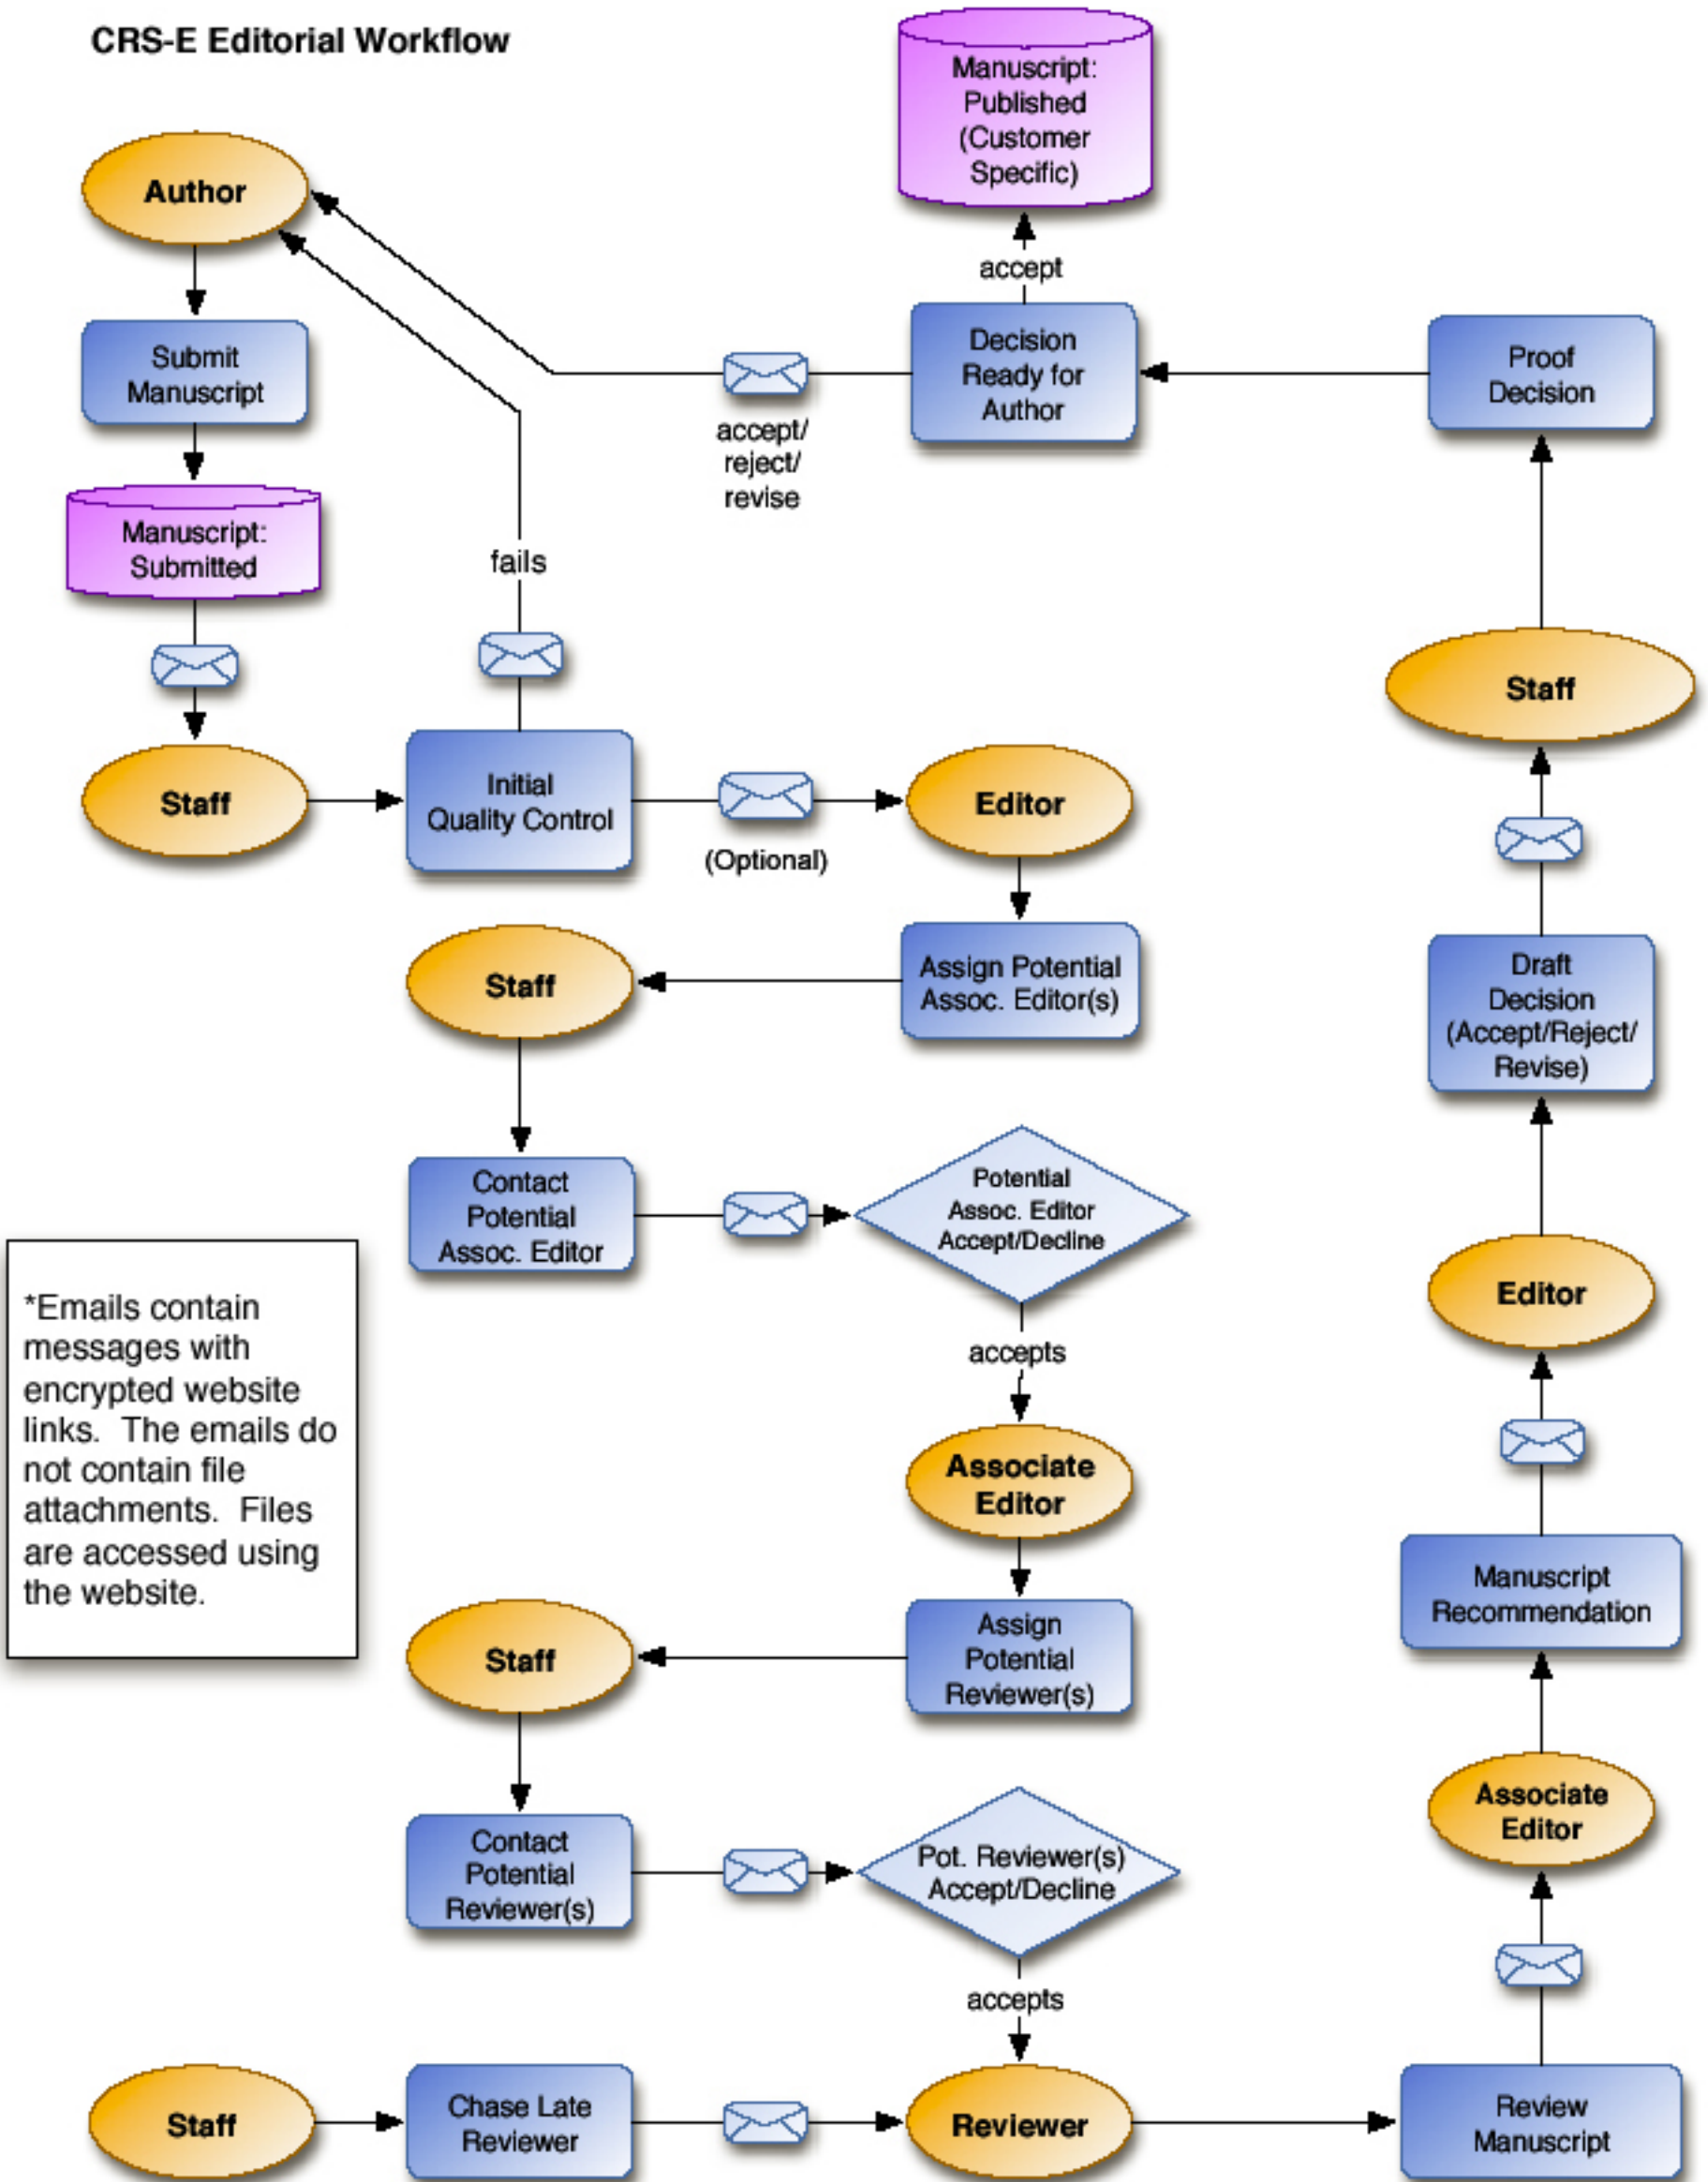 CRS-E Editorial Workflow
Manuscript:
Published
(Customer
Specific)
Author
accept
Submit
Manuscript
Decision
Ready for
Author
Proof
Decision
accept/
reject/
revise
Manuscript:
Submitted
fails
Staff
Staff
Initial
Quality Control
(Optional)
Editor
Staff
Assign Potential
Assoc. Editor(s)
Draft
Decision
(Accept/Reject/
Revise)
Contact
Potential
Assoc. Editor
Potential
Assoc. Editor
Accept/Decline
Editor
*Emails contain
messages with
encrypted website
links.  The emails do
not contain file
attachments.  Files
are accessed using
the website.
accepts
Associate
Editor
Manuscript
Recommendation
Staff
Assign
Potential
Reviewer(s)
Associate
Editor
Contact
Potential
Reviewer(s)
Pot. Reviewer(s)
Accept/Decline
accepts
Staff
Chase Late
Reviewer
Reviewer
Review
Manuscript